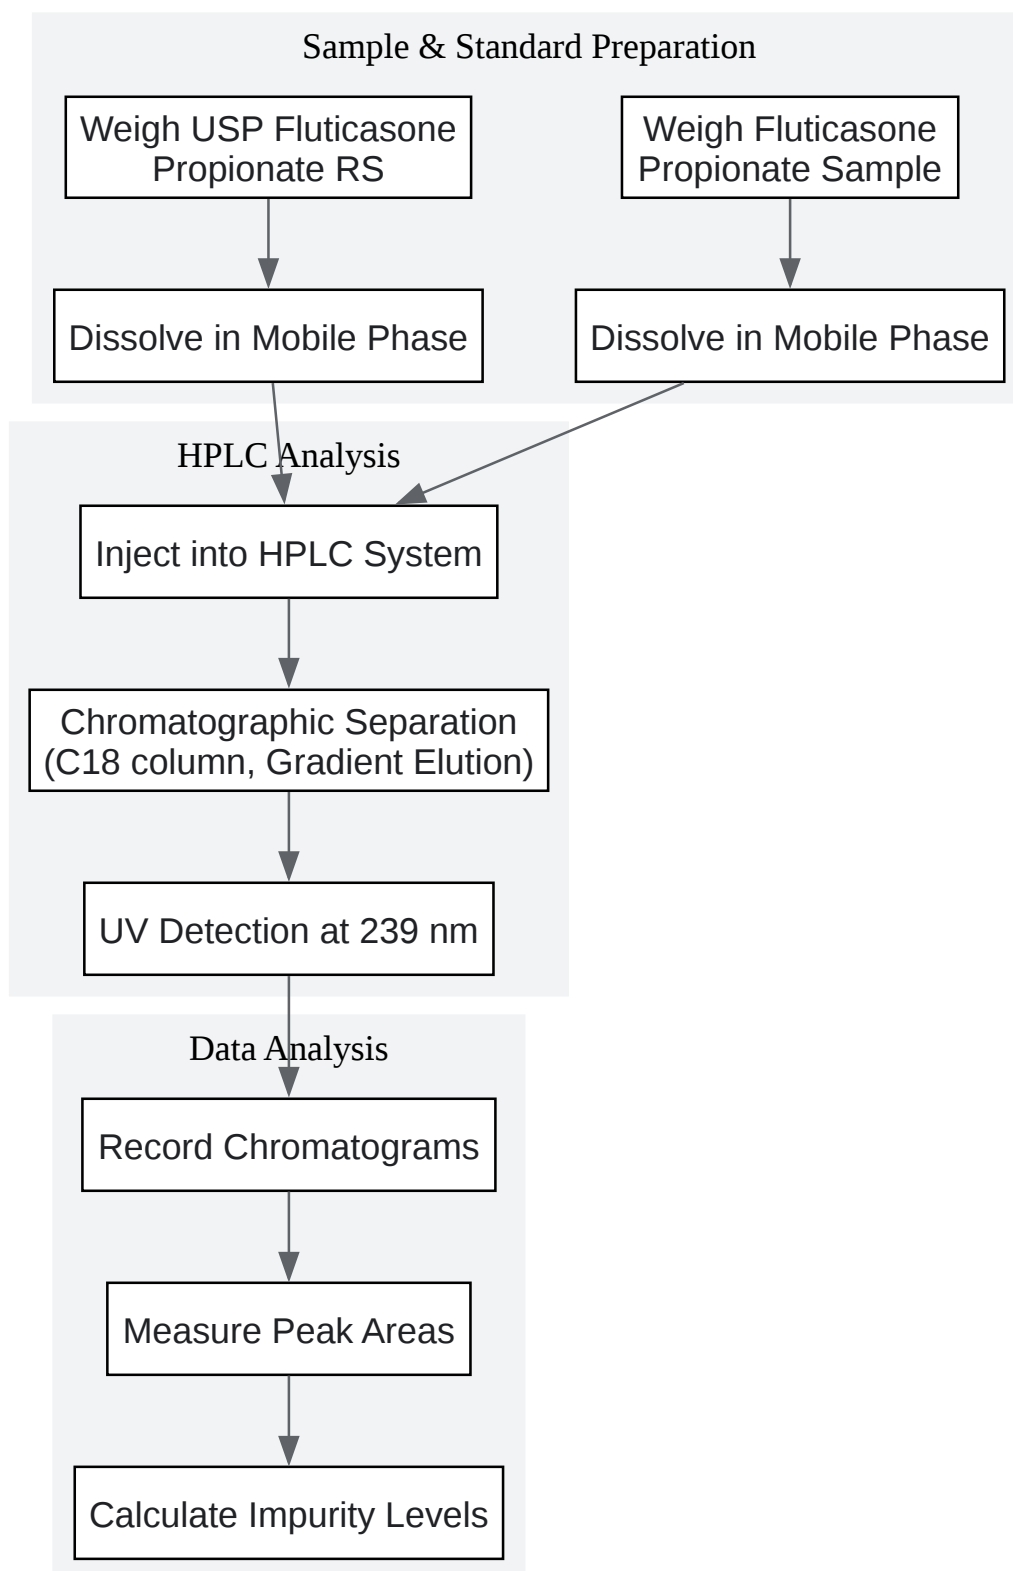 Sample & Standard Preparation
Weigh USP Fluticasone
Propionate RS
Weigh Fluticasone
Propionate Sample
Dissolve in Mobile Phase
Dissolve in Mobile Phase
HPLC Analysis
Inject into HPLC System
Chromatographic Separation
(C18 column, Gradient Elution)
UV Detection at 239 nm
Data Analysis
Record Chromatograms
Measure Peak Areas
Calculate Impurity Levels